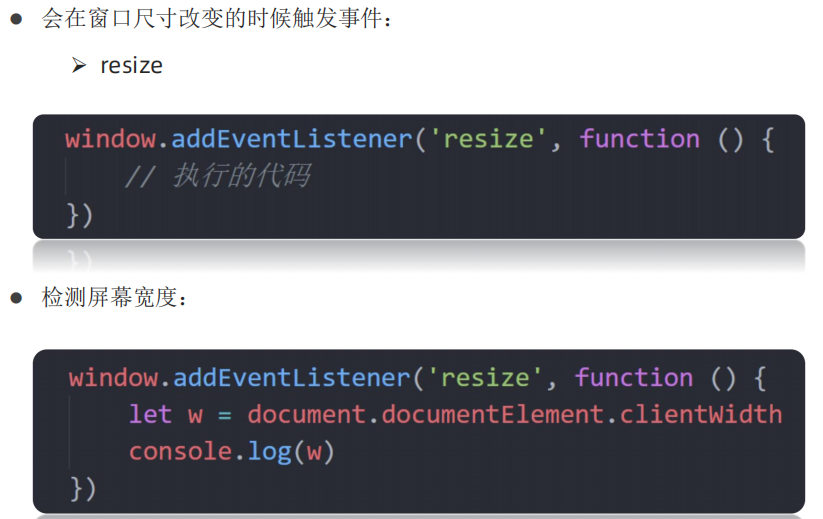 ● 会在窗口尺寸改变的时候触发事件：
➢ resize
window.addEventListener('resize', function () {
// 执行的代码
})
● 检测屏幕宽度：
window.addEventListener('resize', function () {
let w = document.documentElement.clientWidth
console.log(w)
})